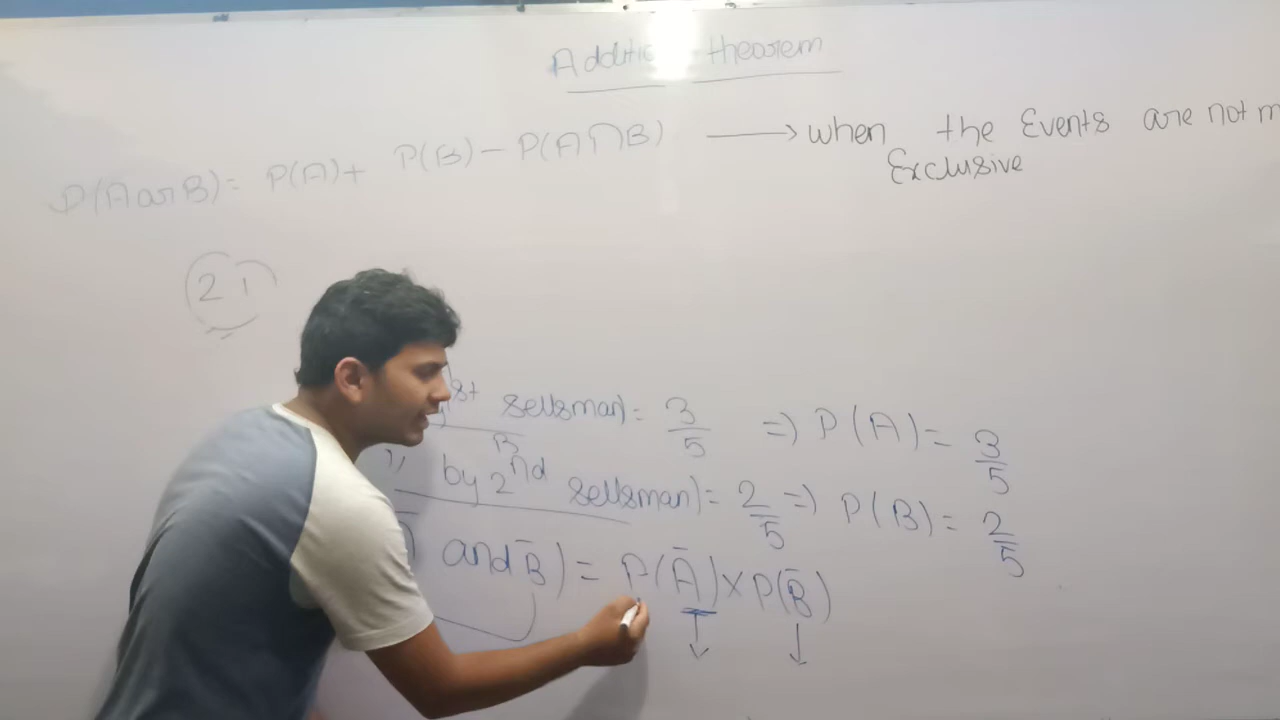 Addition theorem
P(A or B) = P(A) + P(B) - P(A∩B) → when the Events are not m
Exclusive
21
1st sellsman) = 3/5 => P(A) = 3/5
B
by 2nd sellsman) = 2/5 => P(B) = 2/5
and B̄) = P(Ā) x P(B̄)